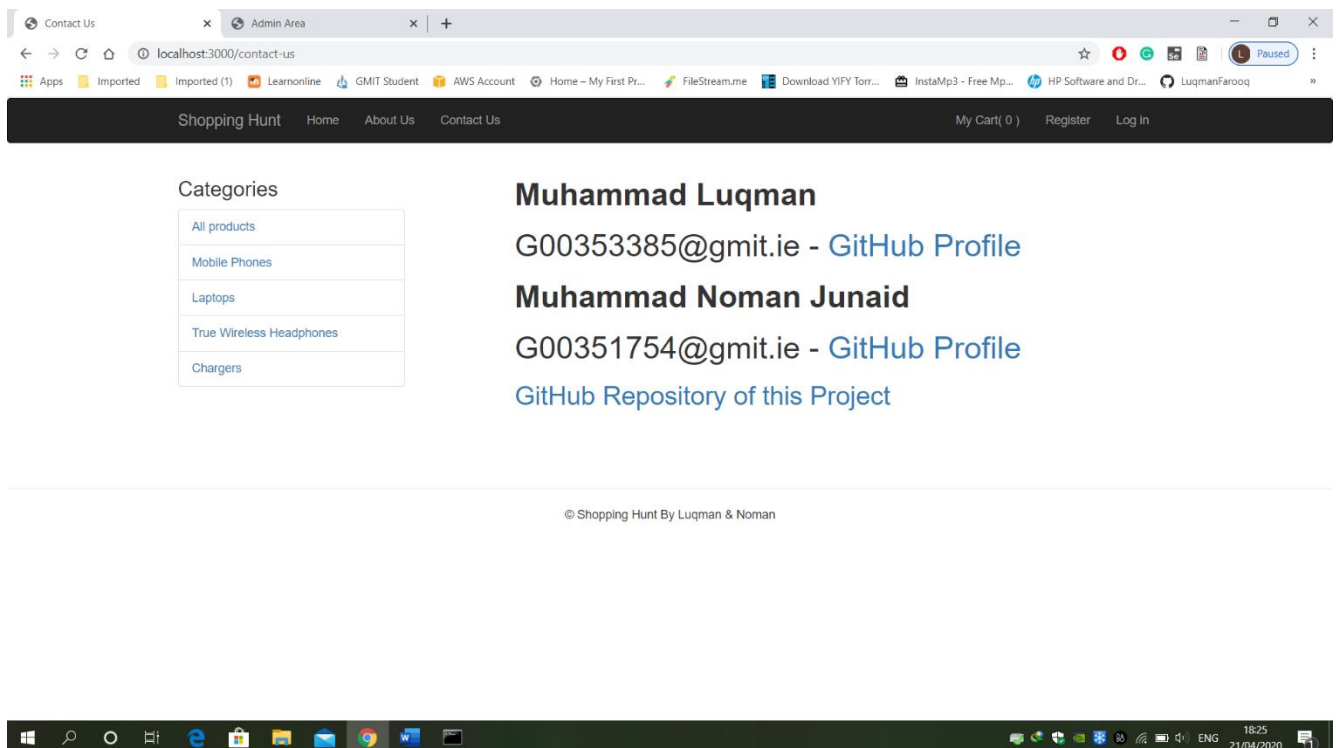 Contact Us
Admin Area
localhost:3000/contact-us
Paused
Apps Imported Imported (1) Learnonline GMIT Student AWS Account Home – My First Pr... FileStream.me Download YIFY Torr... InstaMp3 - Free Mp... HP Software and Dr... LuqmanFarooq »
Shopping Hunt Home About Us Contact Us My Cart( 0 ) Register Log in
Categories
All products
Mobile Phones
Laptops
True Wireless Headphones
Chargers
Muhammad Luqman
G00353385@gmit.ie - GitHub Profile
Muhammad Noman Junaid
G00351754@gmit.ie - GitHub Profile
GitHub Repository of this Project
© Shopping Hunt By Luqman & Noman
ENG
18:25
21/04/2020